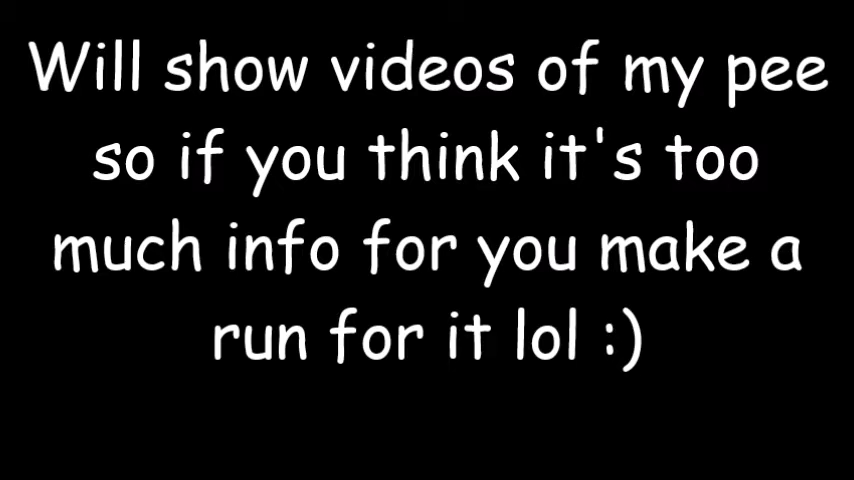 Will show videos of my pee
so if you think it's too
much info for you make a
run for it lol :)